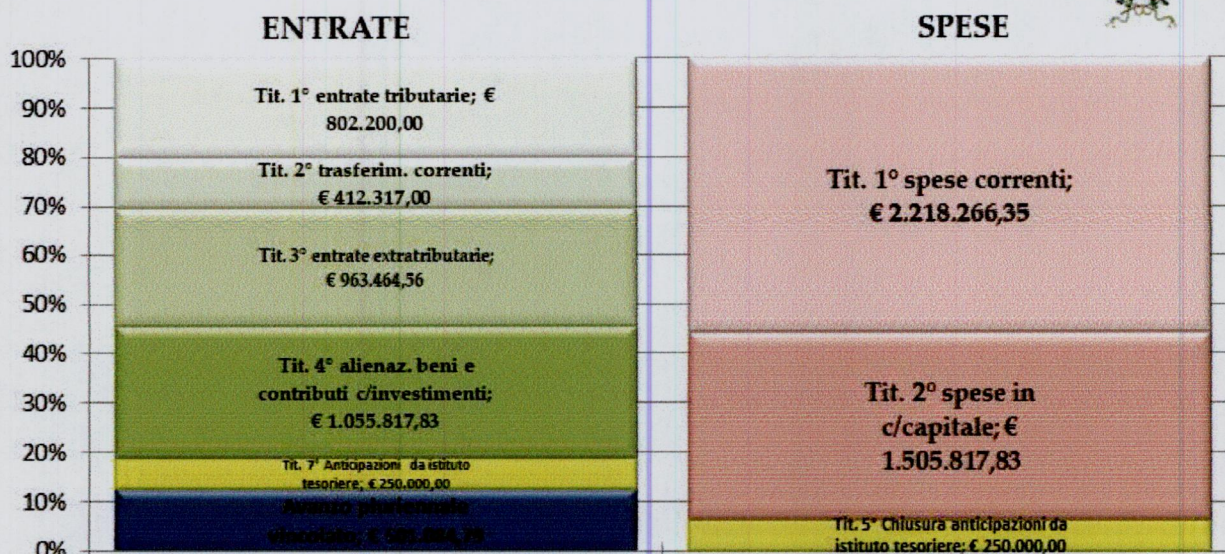 ENTRATE
100%
90%
80%
70%
60%
50%
40%
30%
20%
10%
0%
Tit. 1° entrate tributarie; €
802.200,00
Tit. 2° trasferim. correnti;
€ 412.317,00
Tit. 3° entrate extratributarie;
€ 963.464,56
Tit. 4° alienaz. beni e
contributi c/investimenti;
€ 1.055.817,83
Tit. 7° Anticipazioni da istituto
tesoriere; € 250.000,00
Avanzo pluriennale
SPESE
Tit. 1° spese correnti;
€ 2.218.266,35
Tit. 2° spese in
c/capitale; €
1.505.817,83
Tit. 5° Chiusura anticipazioni da
istituto tesoriere; € 250.000,00